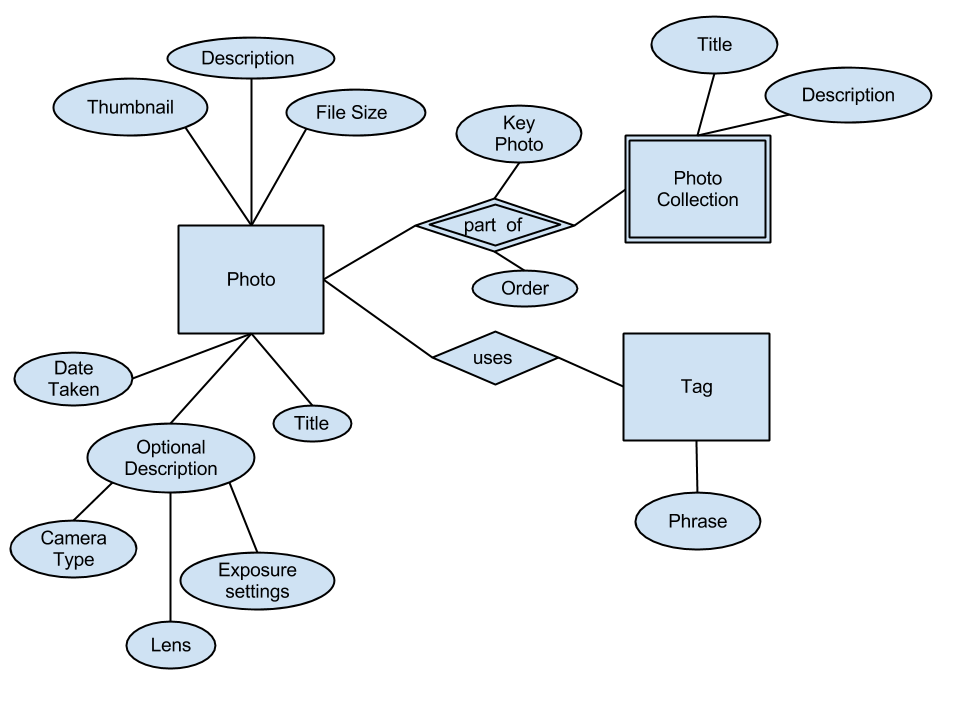 Title
Description
Description
Thumbnail
File Size
Key
Photo
Photo
Collection
part of
Photo
Order
uses
Date
Taken
Tag
Title
Optional
Description
Phrase
Camera
Type
Exposure
settings
Lens